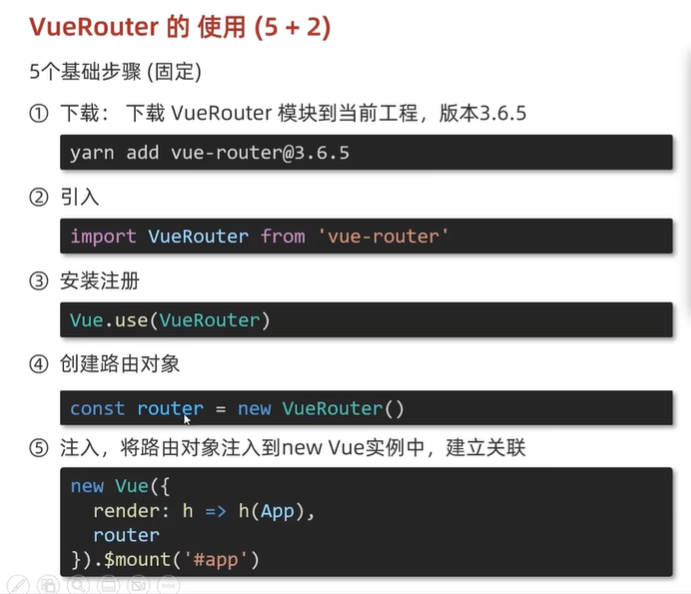 VueRouter 的 使用 (5 + 2)
5个基础步骤 (固定)
① 下载： 下载 VueRouter 模块到当前工程，版本3.6.5
yarn add vue-router@3.6.5
② 引入
import VueRouter from 'vue-router'
③ 安装注册
Vue.use(VueRouter)
④ 创建路由对象
const router = new VueRouter()
⑤ 注入，将路由对象注入到new Vue实例中，建立关联
new Vue({
  render: h => h(App),
  router
}).$mount('#app')